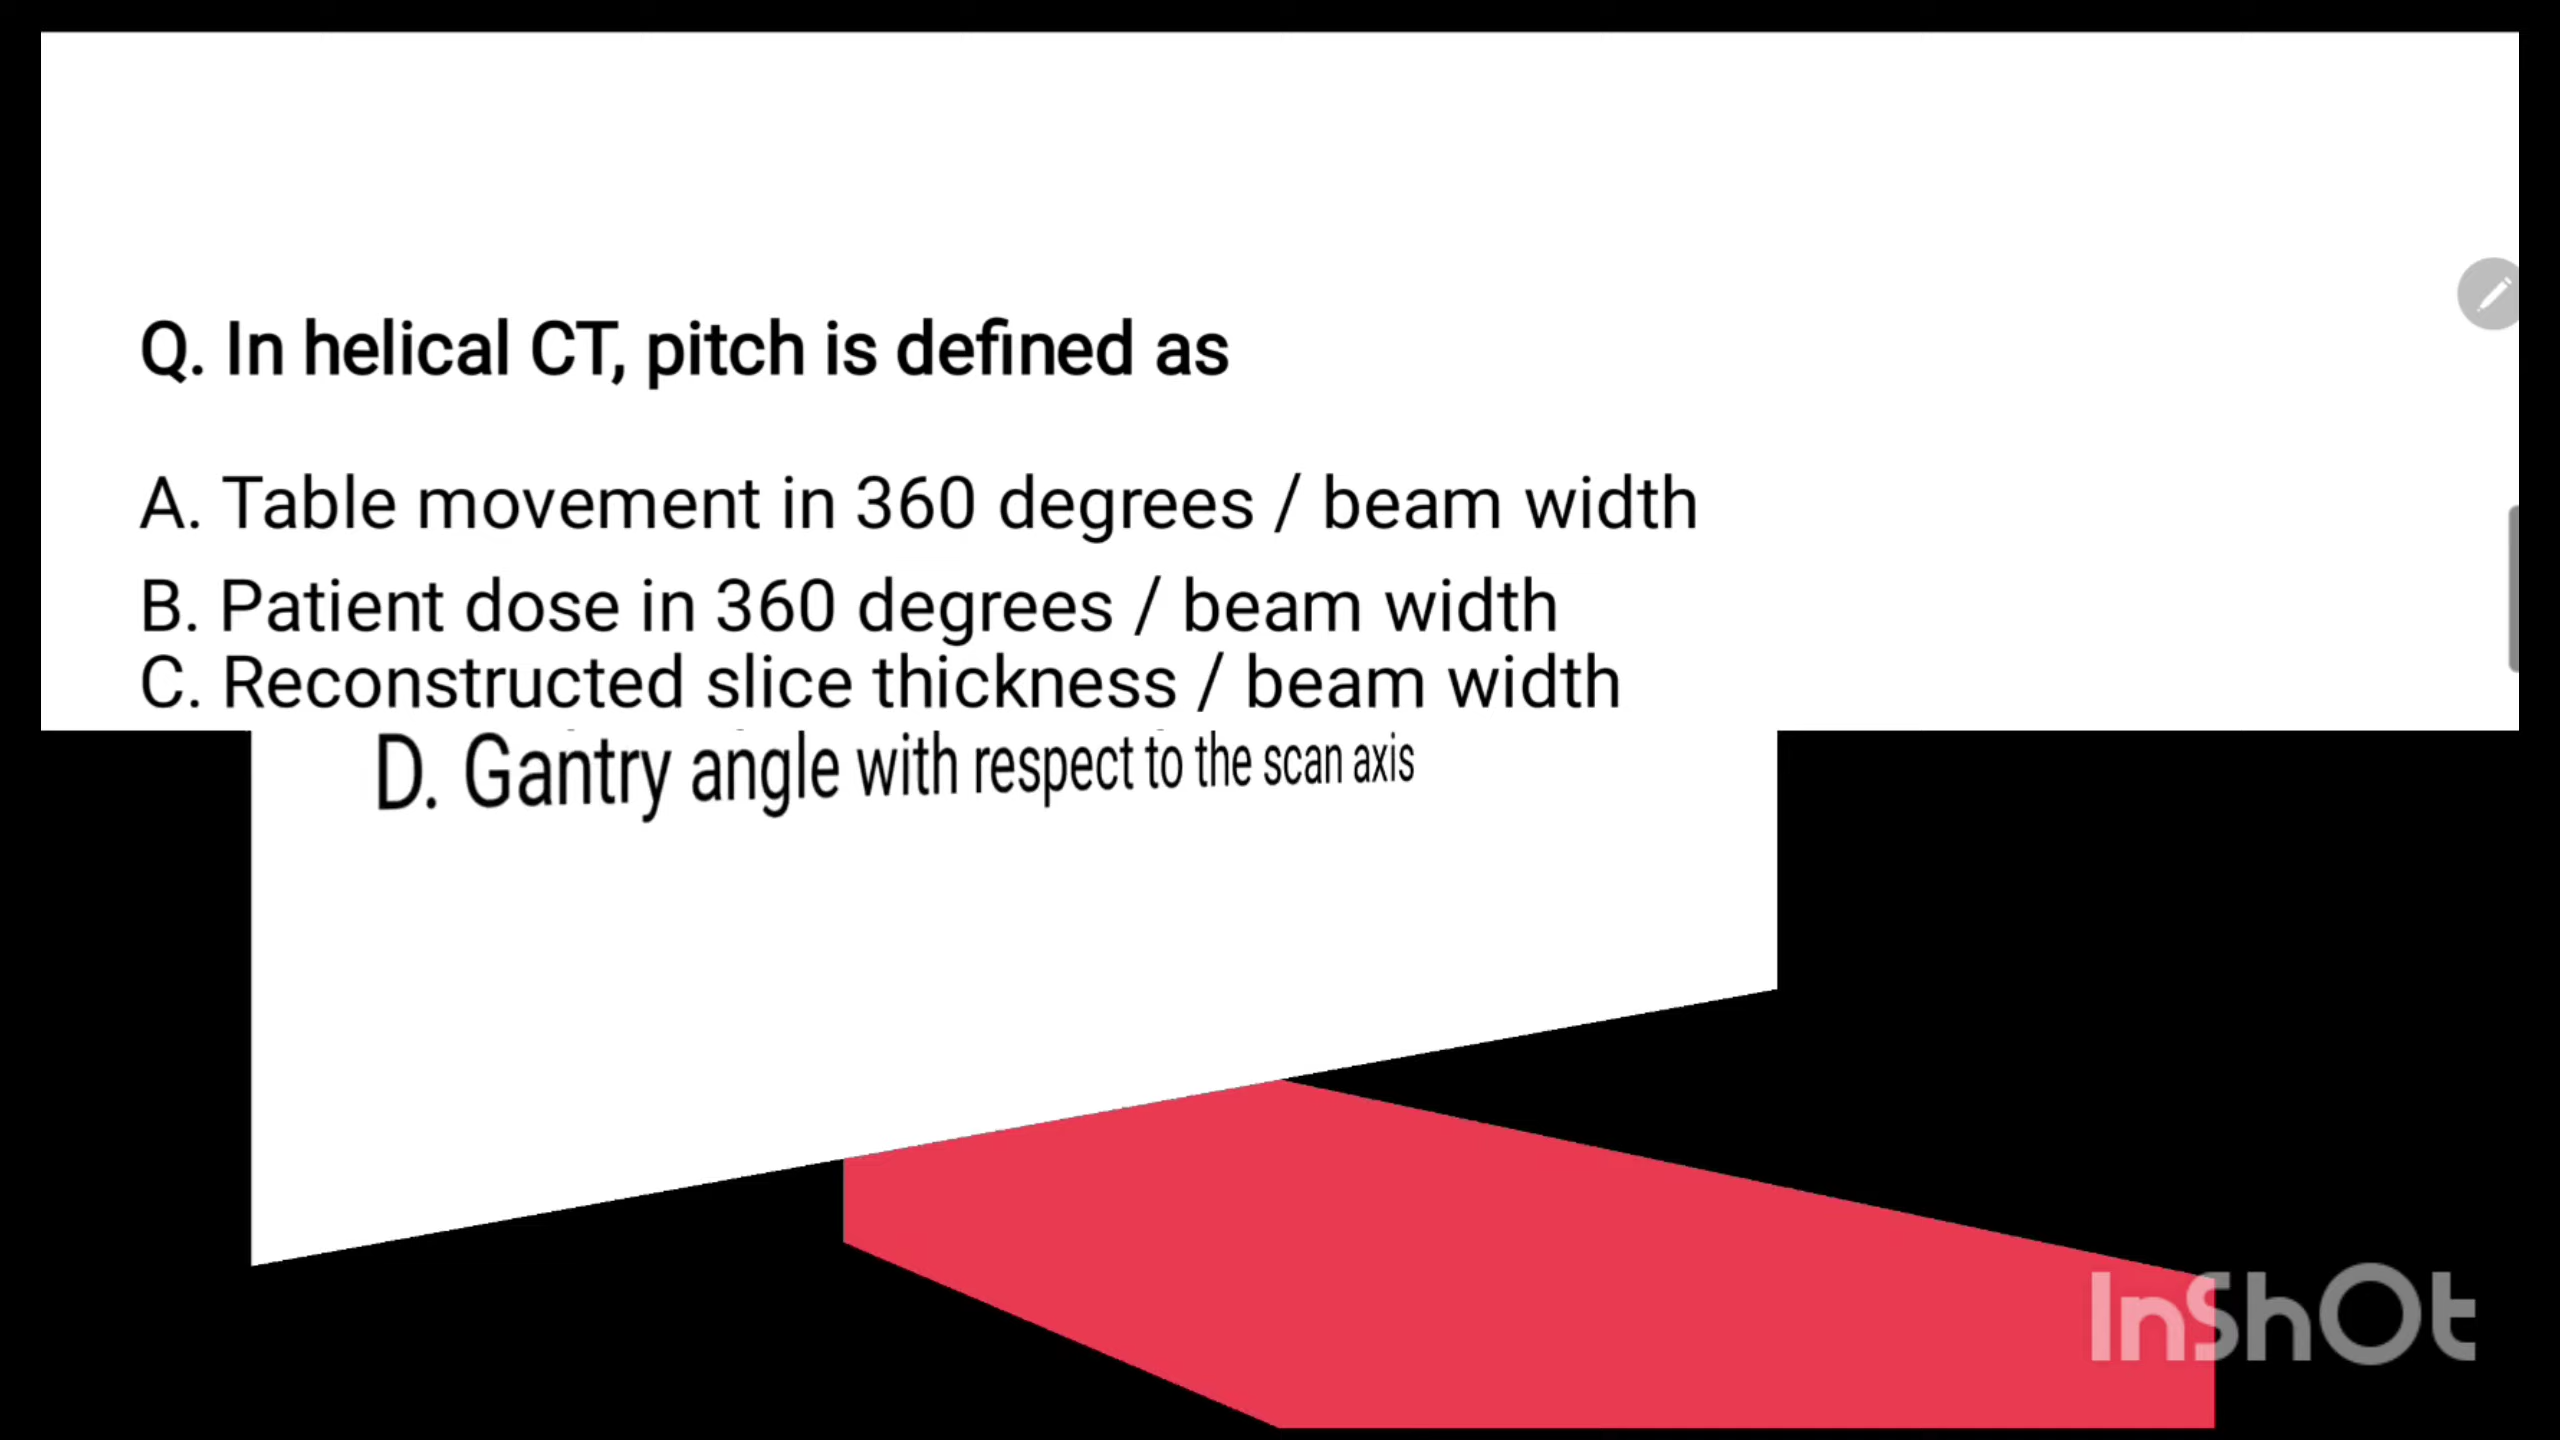 Q. In helical CT, pitch is defined as
A. Table movement in 360 degrees / beam width
B. Patient dose in 360 degrees / beam width
C. Reconstructed slice thickness / beam width
D. Gantry angle with respect to the scan axis
InShOt